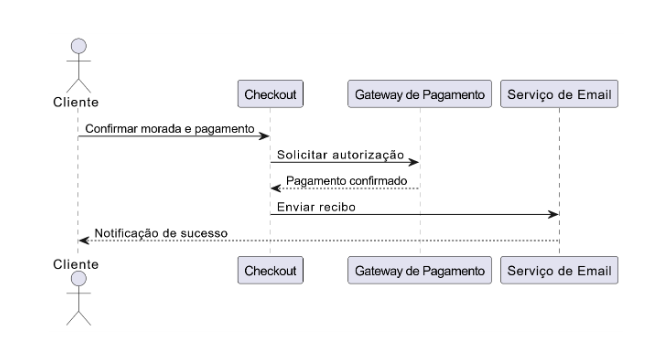 Cliente
Checkout
Gateway de Pagamento
Serviço de Email
Confirmar morada e pagamento
Solicitar autorização
Pagamento confirmado
Enviar recibo
Notificação de sucesso
Cliente
Checkout
Gateway de Pagamento
Serviço de Email